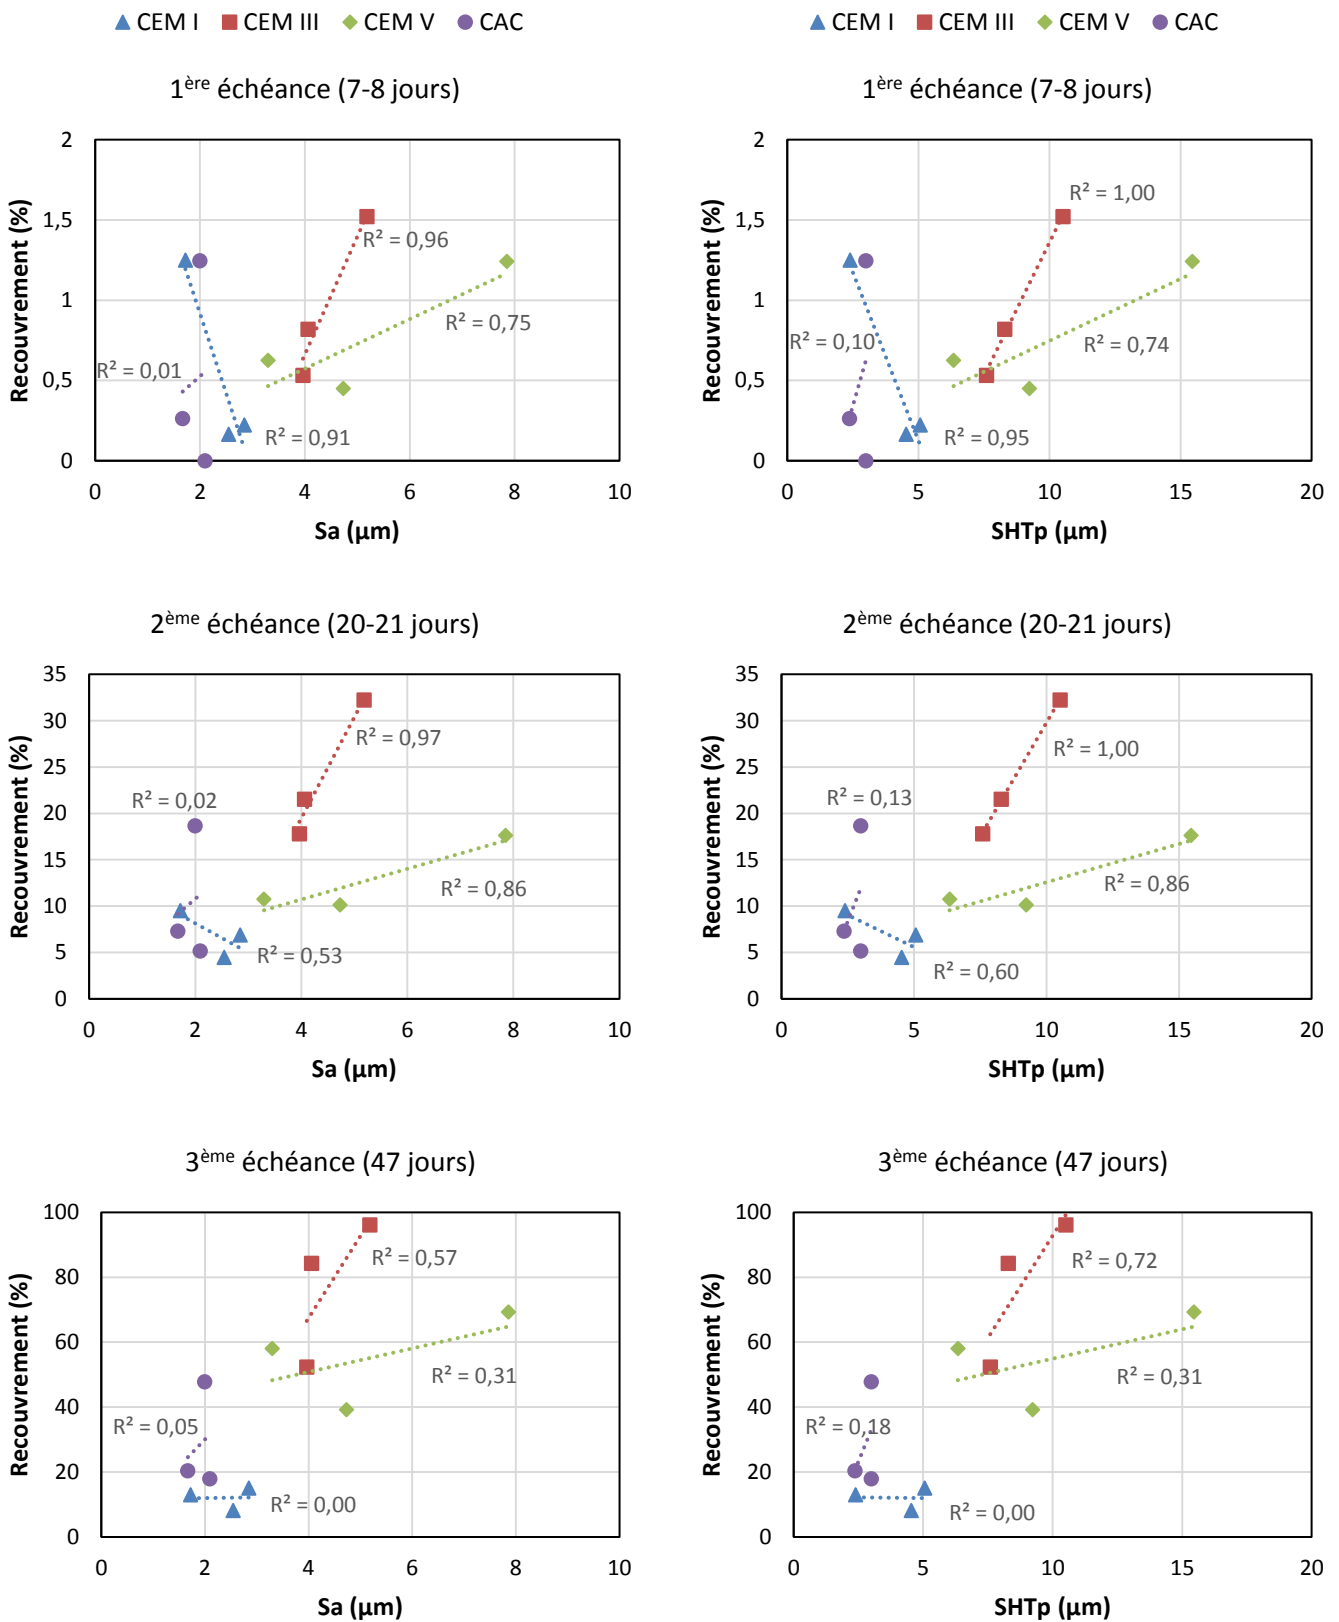 CEM I CEM III CEM V CAC
1ère échéance (7-8 jours)
Recouvrement (%)
2
1,5
1
0,5
0
R² = 0,96
R² = 0,75
R² = 0,01
R² = 0,91
0 2 4 6 8 10
Sa (µm)
CEM I CEM III CEM V CAC
1ère échéance (7-8 jours)
Recouvrement (%)
2
1,5
1
0,5
0
R² = 1,00
R² = 0,10
R² = 0,74
R² = 0,95
0 5 10 15 20
SHTp (µm)
2ème échéance (20-21 jours)
Recouvrement (%)
35
30
25
20
15
10
5
0
R² = 0,97
R² = 0,02
R² = 0,86
R² = 0,53
0 2 4 6 8 10
Sa (µm)
2ème échéance (20-21 jours)
Recouvrement (%)
35
30
25
20
15
10
5
0
R² = 1,00
R² = 0,13
R² = 0,86
R² = 0,60
0 5 10 15 20
SHTp (µm)
3ème échéance (47 jours)
Recouvrement (%)
100
80
60
40
20
0
R² = 0,57
R² = 0,31
R² = 0,05
R² = 0,00
0 2 4 6 8 10
Sa (µm)
3ème échéance (47 jours)
Recouvrement (%)
100
80
60
40
20
0
R² = 0,72
R² = 0,31
R² = 0,18
R² = 0,00
0 5 10 15 20
SHTp (µm)